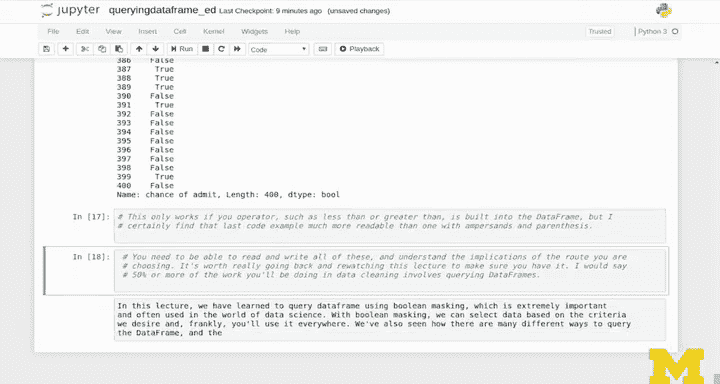 jupyter queryingdataframe_ed Last Checkpoint: 9 minutes ago (unsaved changes)
File Edit View Insert Cell Kernel Widgets Help Trusted Python 3
Run Code Playback
386 False
387 True
388 True
389 True
390 False
391 True
392 False
393 False
394 False
395 False
396 False
397 False
398 False
399 True
400 False
Name: chance of admit, Length: 400, dtype: bool
In [17]: # This only works if you operator, such as less than or greater than, is built into the DataFrame, but I
# certainly find that last code example much more readable than one with ampersands and parenthesis.
In [18]: # You need to be able to read and write all of these, and understand the implications of the route you are
# choosing. It's worth really going back and rewatching this lecture to make sure you have it. I would say
# 50% or more of the work you'll be doing in data cleaning involves querying DataFrames.
In this lecture, we have learned to query dataframe using boolean masking, which is extremely important
and often used in the world of data science. With boolean masking, we can select data based on the criteria
we desire and, frankly, you'll use it everywhere. We've also seen how there are many different ways to query
the DataFrame, and the
M